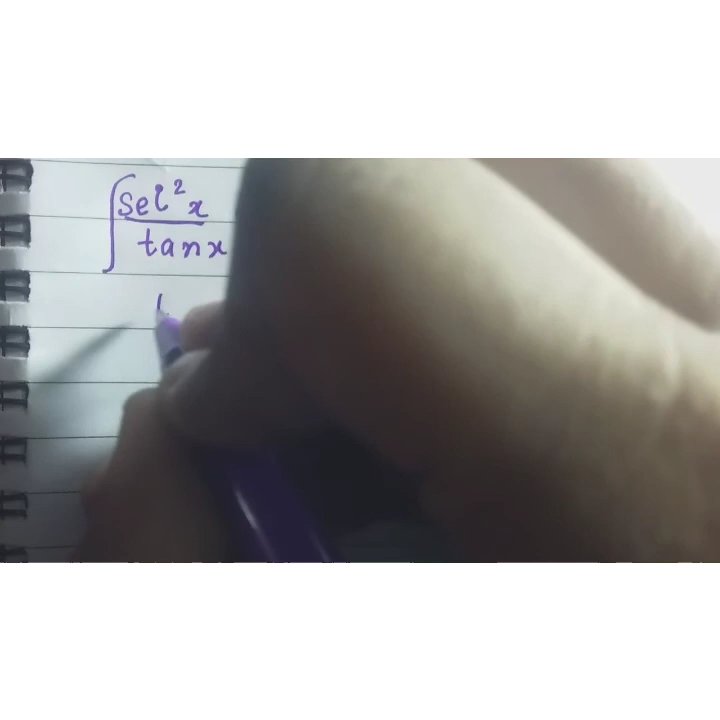 ∫ sec²x
tanx